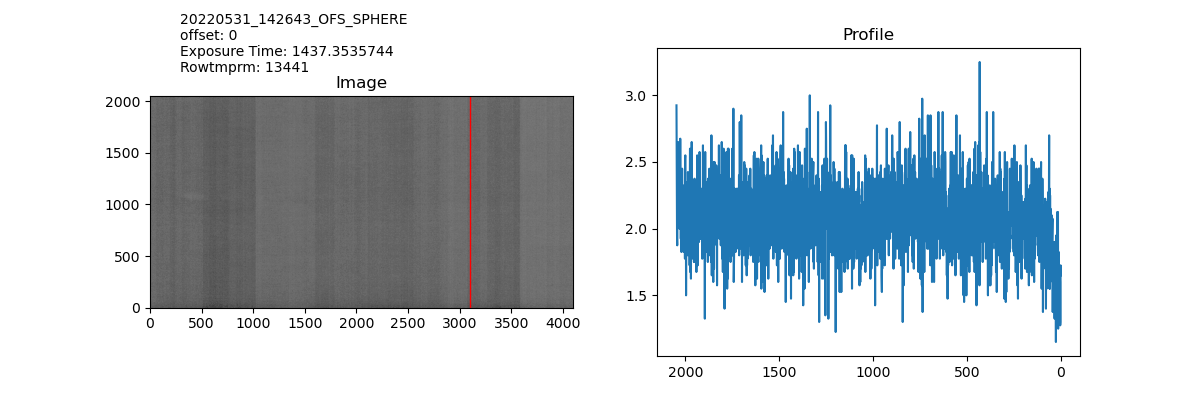 20220531_142643_OFS_SPHERE
offset: 0
Exposure Time: 1437.3535744
Rowtmprm: 13441
Image
2000
1500
1000
500
0
0 500 1000 1500 2000 2500 3000 3500 4000
Profile
3.0
2.5
2.0
1.5
2000 1500 1000 500 0